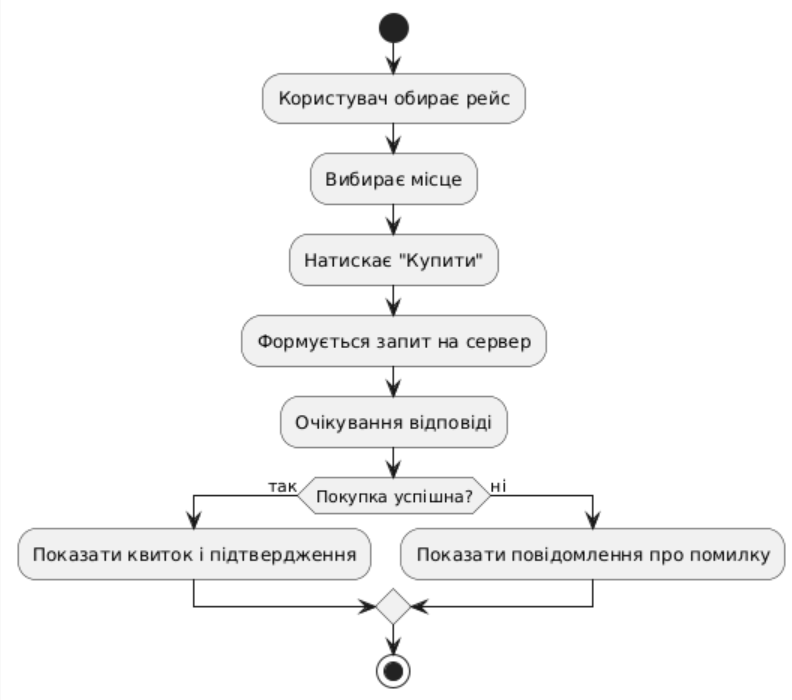 Користувач обирає рейс
Вибирає місце
Натискає "Купити"
Формується запит на сервер
Очікування відповіді
так
Покупка успішна?
ні
Показати квиток і підтвердження
Показати повідомлення про помилку